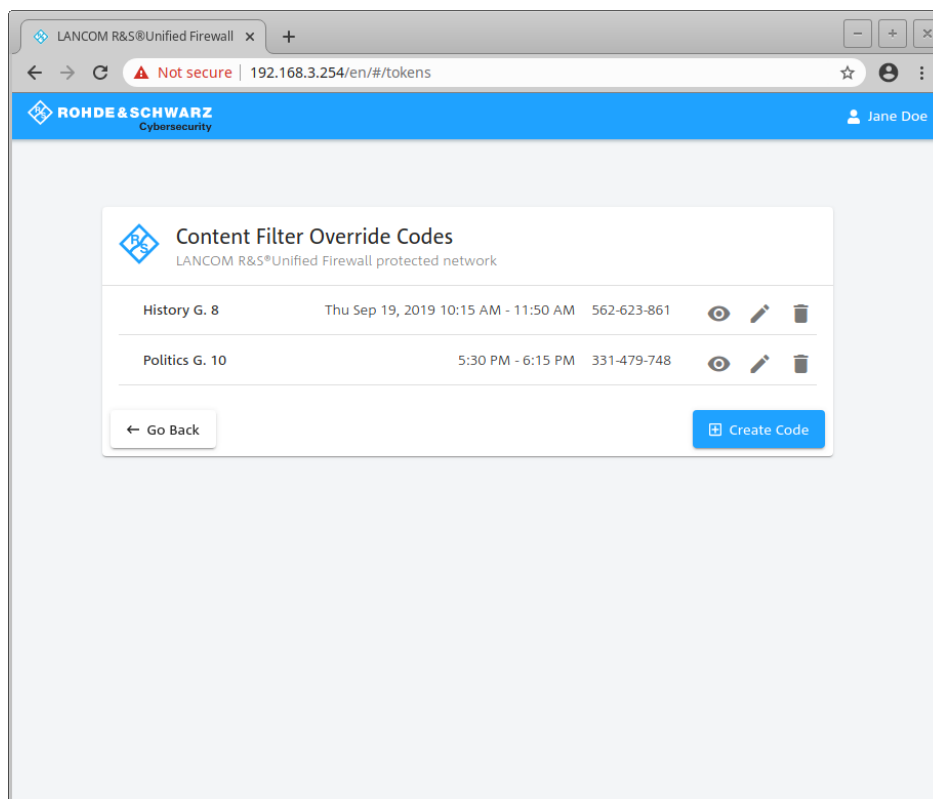 LANCOM R&S®Unified Firewall
Not secure 192.168.3.254/en/#/tokens
ROHDE&SCHWARZ
Cybersecurity
Jane Doe
R S
Content Filter Override Codes
LANCOM R&S®Unified Firewall protected network
History G. 8 Thu Sep 19, 2019 10:15 AM - 11:50 AM 562-623-861
Politics G. 10 5:30 PM - 6:15 PM 331-479-748
Go Back
Create Code